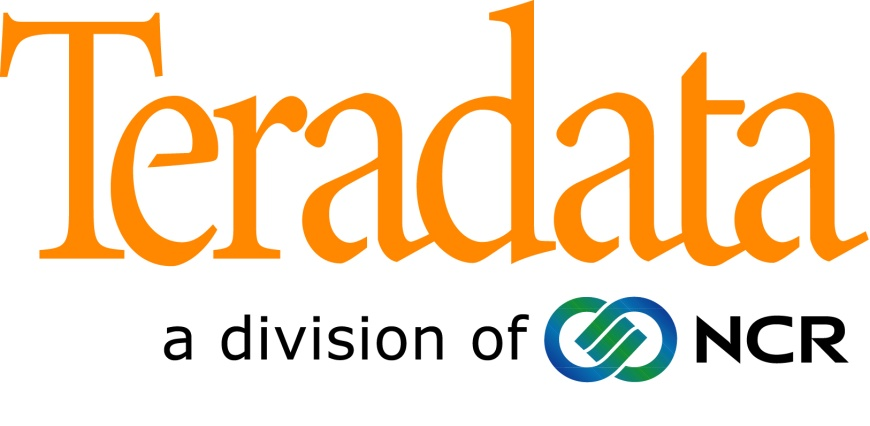 Teradata
a division of NCR